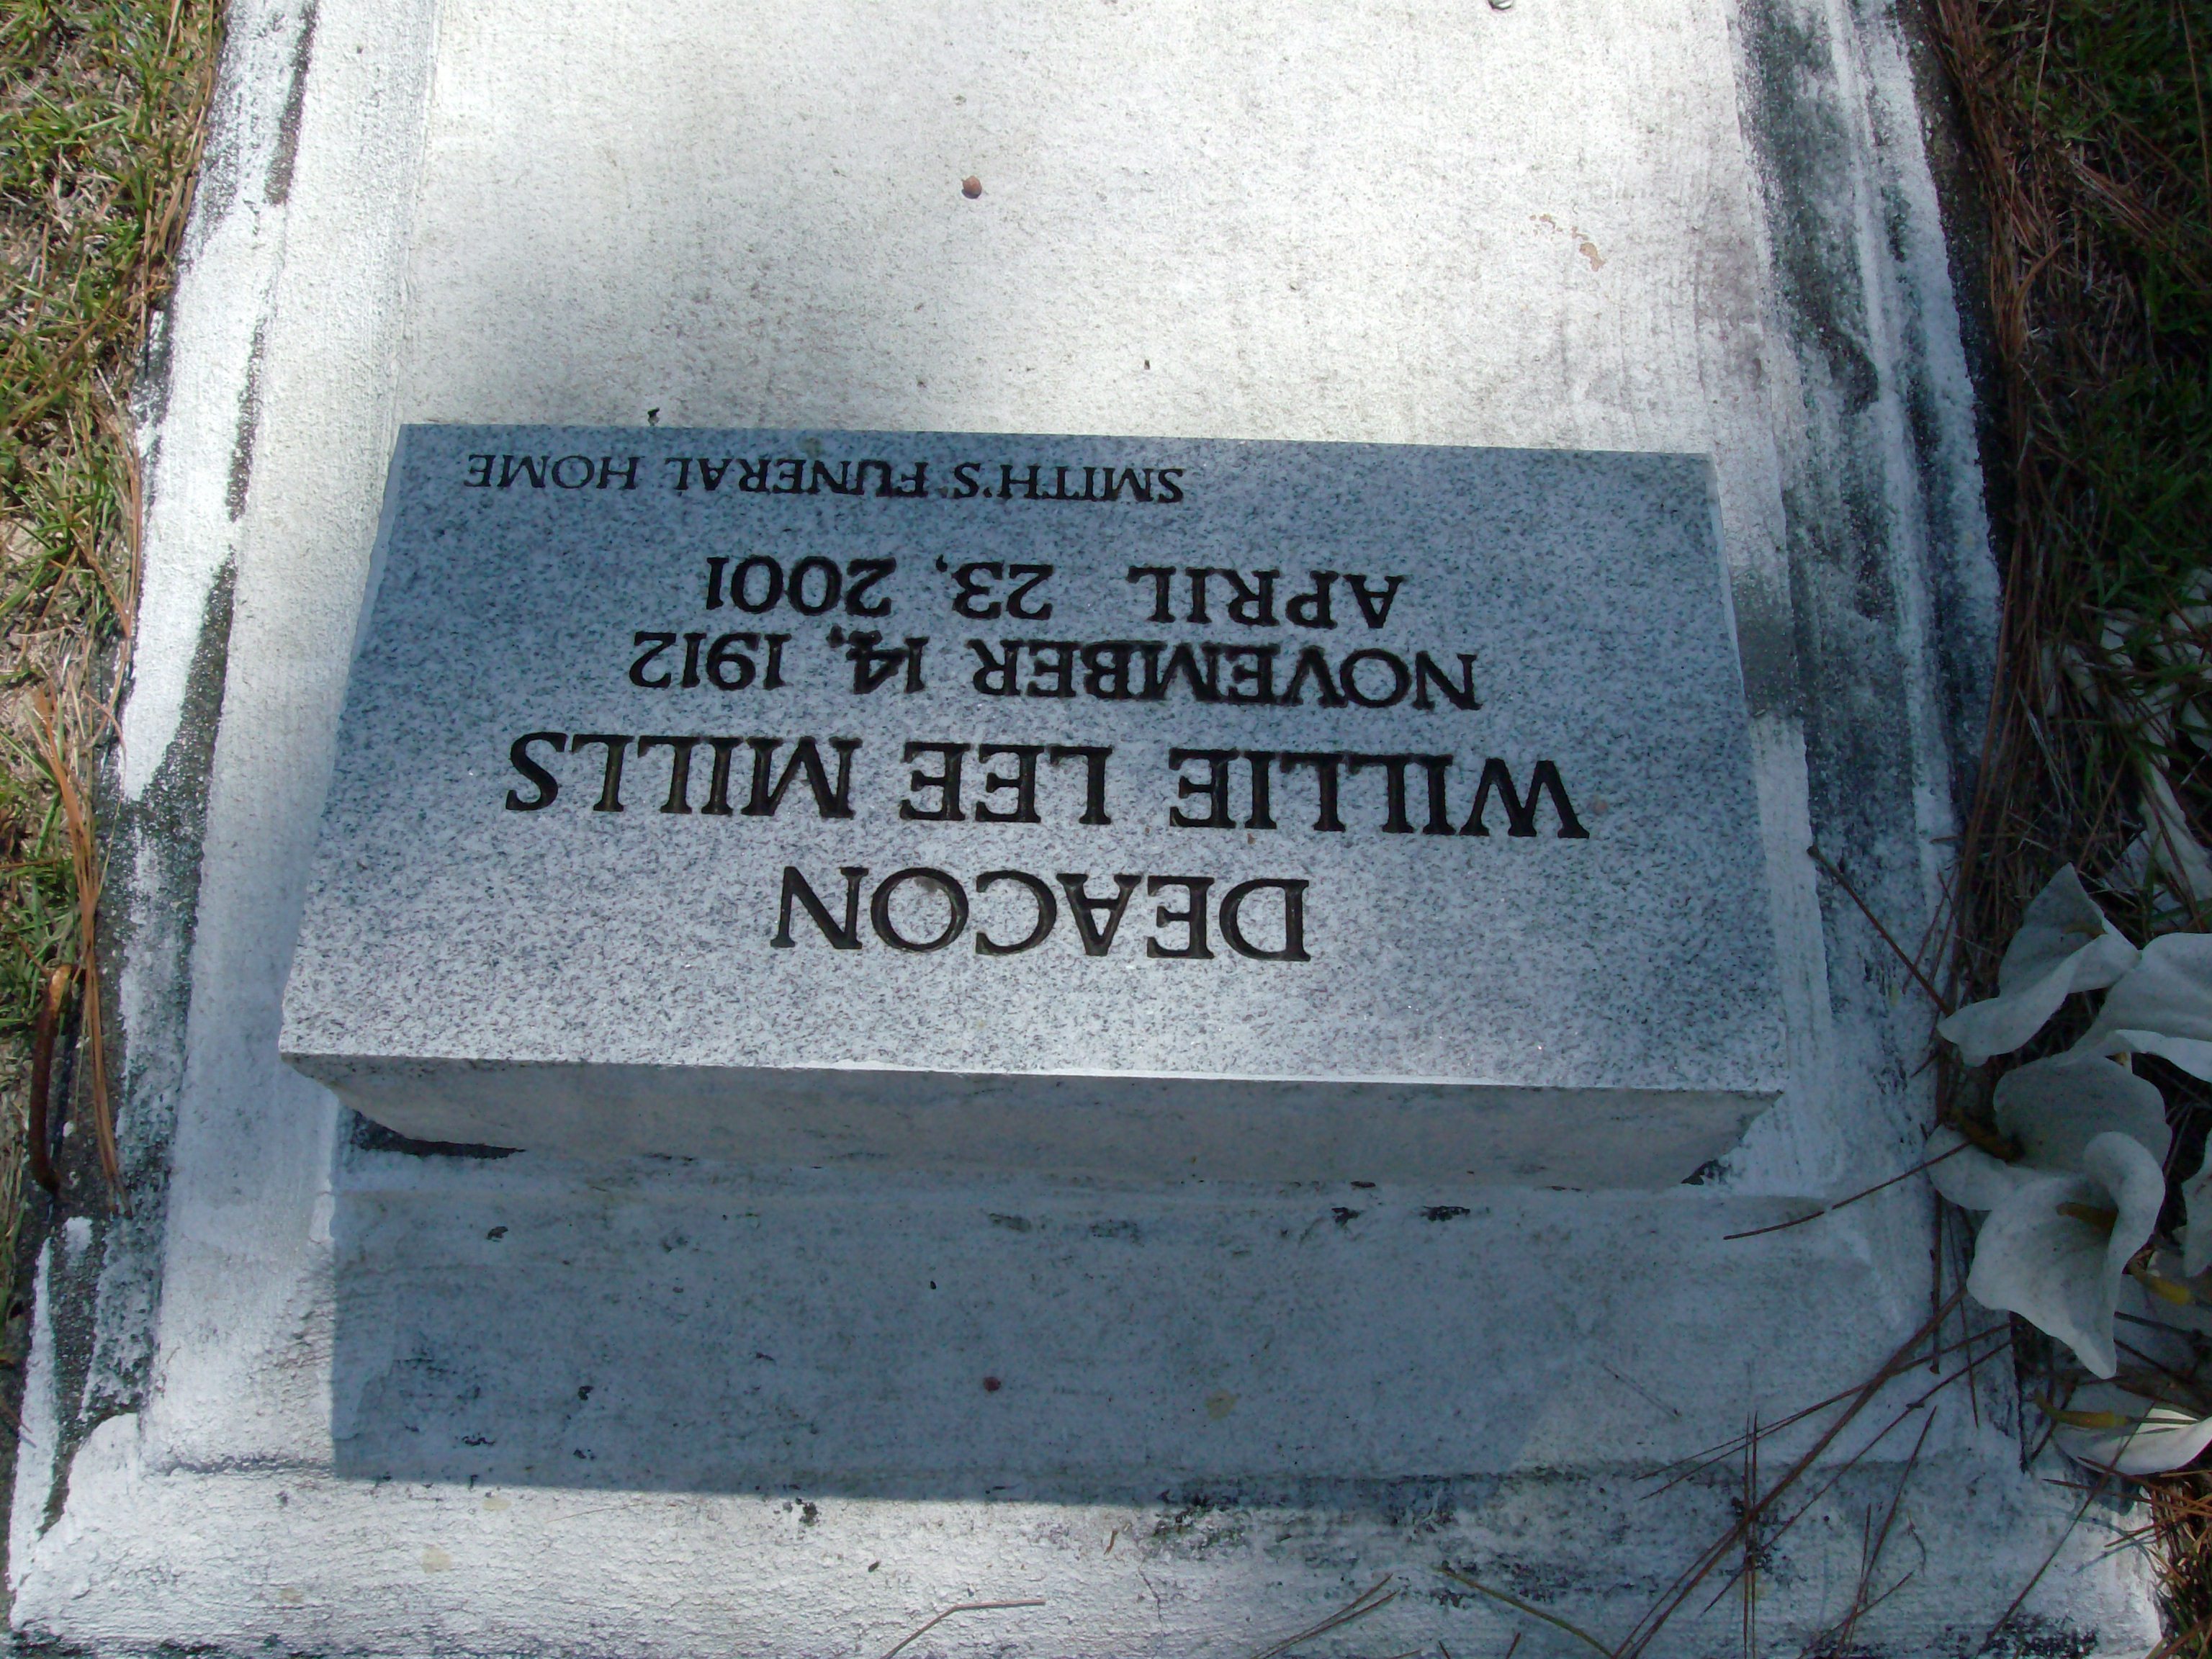 DEACON
WILLIE LEE MILLS
NOVEMBER 14, 1912
APRIL 23, 2001
SMITH'S FUNERAL HOME